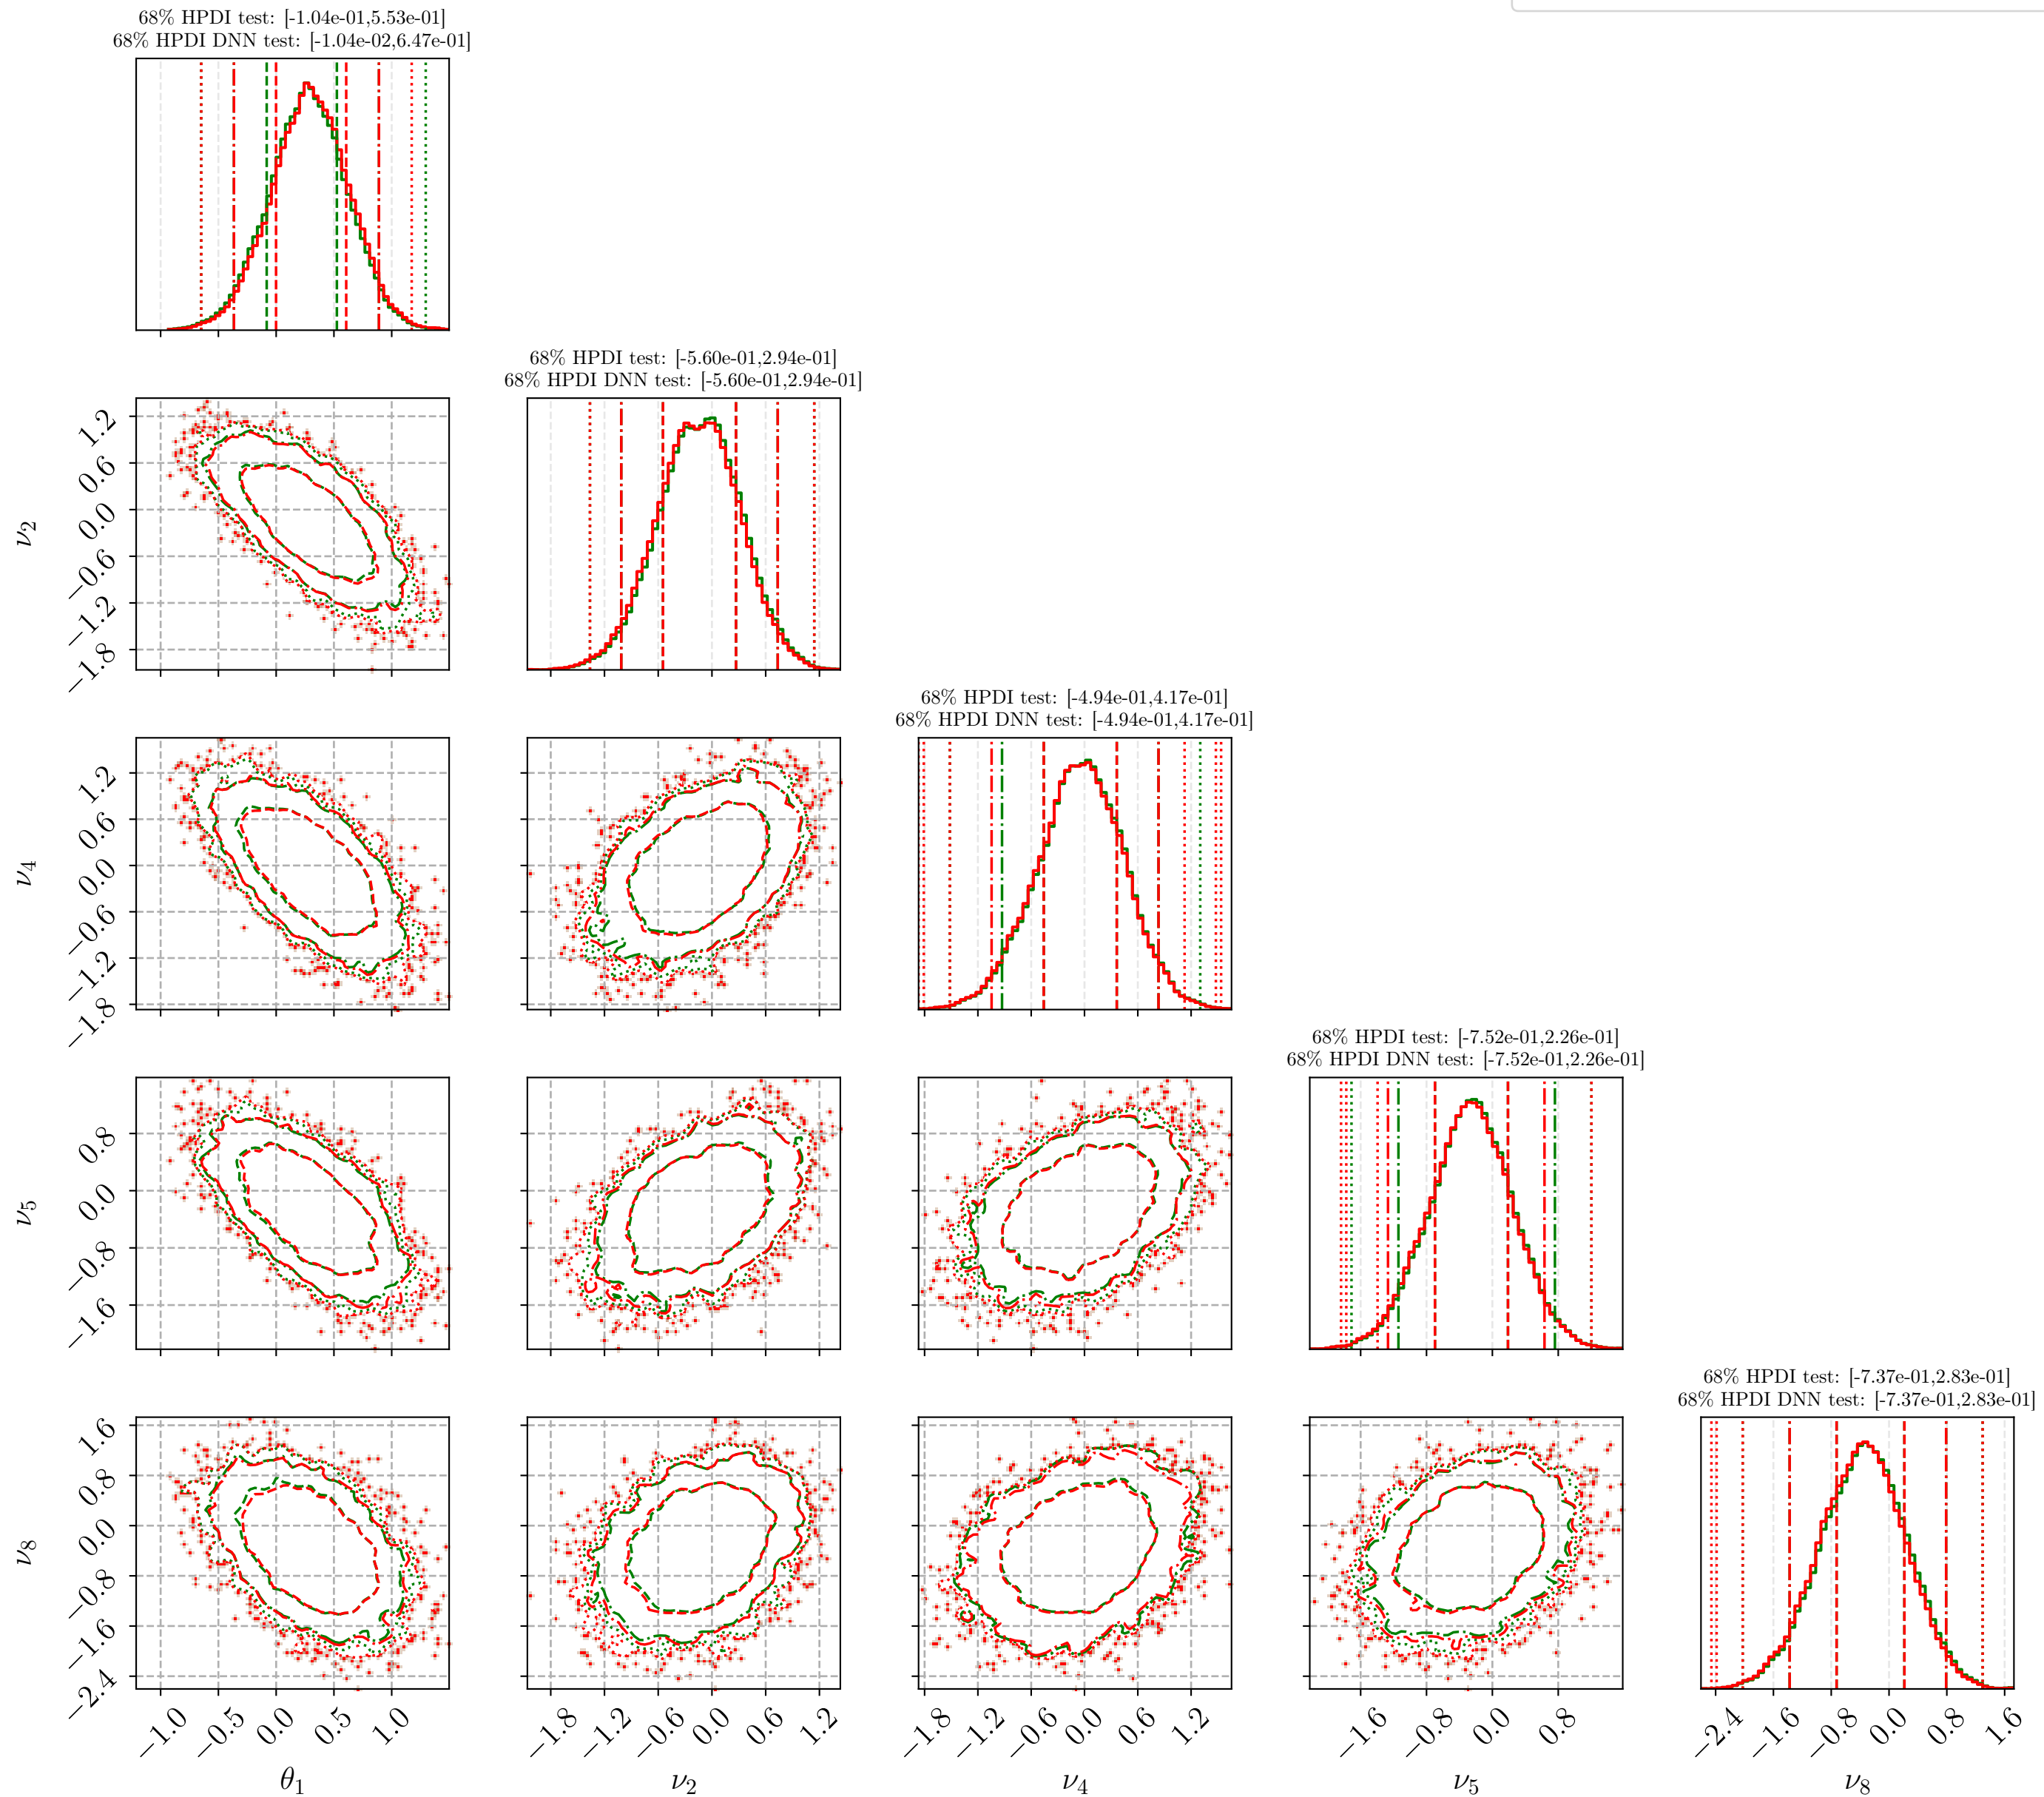 68% HPDI test: [-1.04e-01,5.53e-01]
68% HPDI DNN test: [-1.04e-02,6.47e-01]
68% HPDI test: [-5.60e-01,2.94e-01]
68% HPDI DNN test: [-5.60e-01,2.94e-01]
1.2
0.6
0.0
−0.6
−1.2
−1.8
ν2
68% HPDI test: [-4.94e-01,4.17e-01]
68% HPDI DNN test: [-4.94e-01,4.17e-01]
1.2
0.6
0.0
−0.6
−1.2
−1.8
ν4
68% HPDI test: [-7.52e-01,2.26e-01]
68% HPDI DNN test: [-7.52e-01,2.26e-01]
0.8
0.0
−0.8
−1.6
ν5
68% HPDI test: [-7.37e-01,2.83e-01]
68% HPDI DNN test: [-7.37e-01,2.83e-01]
1.6
0.8
0.0
−0.8
−1.6
−2.4
ν8
−1.0 −0.5 0.0 0.5 1.0 −1.8 −1.2 −0.6 0.0 0.6 1.2 −1.8 −1.2 −0.6 0.0 0.6 1.2 −1.6 −0.8 0.0 0.8 −2.4 −1.6 −0.8 0.0 0.8 1.6
θ1 ν2 ν4 ν5 ν8